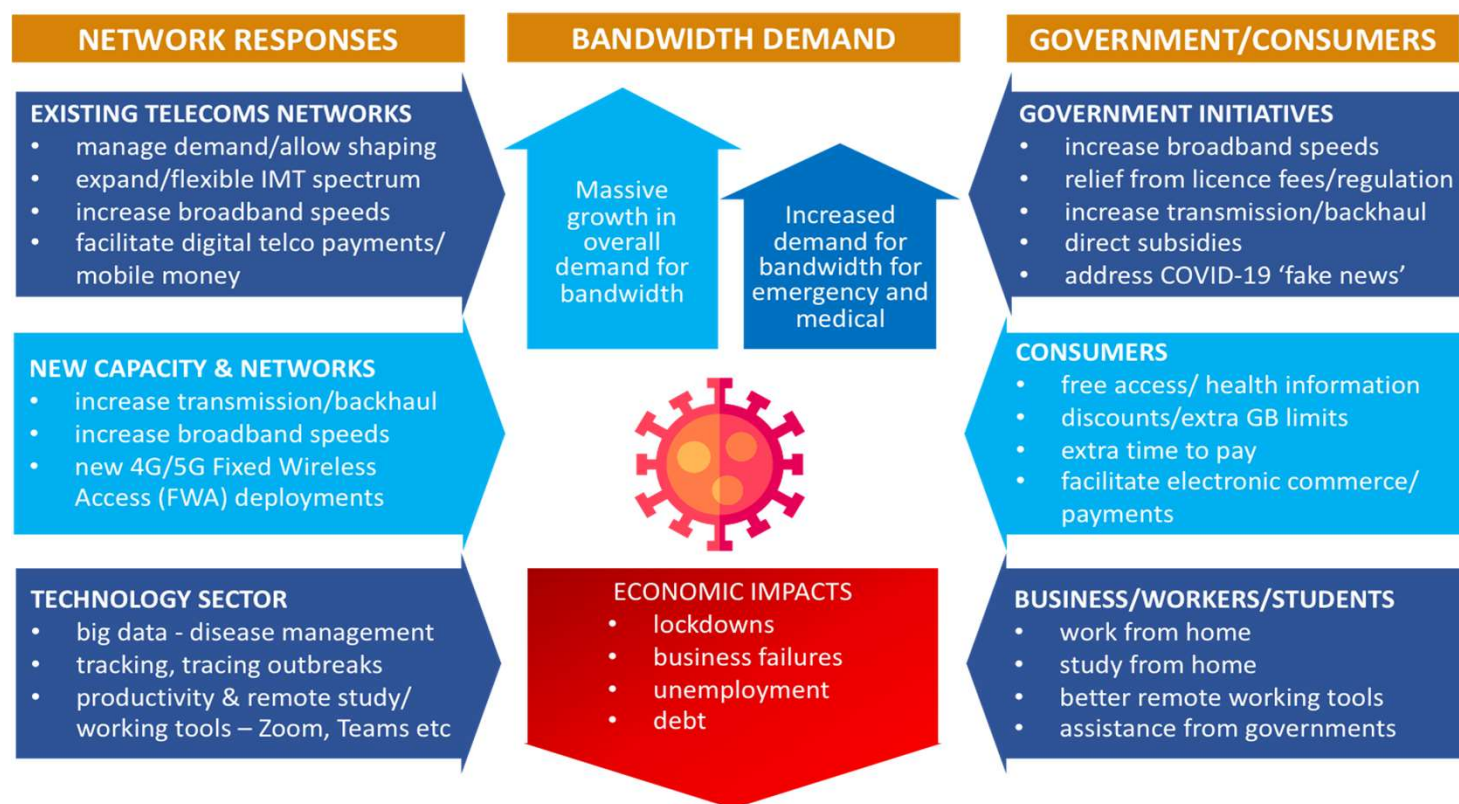 NETWORK RESPONSES
EXISTING TELECOMS NETWORKS
• manage demand/allow shaping
• expand/flexible IMT spectrum
• increase broadband speeds
• facilitate digital telco payments/
mobile money
NEW CAPACITY & NETWORKS
• increase transmission/backhaul
• increase broadband speeds
• new 4G/5G Fixed Wireless
Access (FWA) deployments
TECHNOLOGY SECTOR
• big data - disease management
• tracking, tracing outbreaks
• productivity & remote study/
working tools – Zoom, Teams etc
BANDWIDTH DEMAND
Massive
growth in
overall
demand for
bandwidth
Increased
demand for
bandwidth for
emergency and
medical
ECONOMIC IMPACTS
• lockdowns
• business failures
• unemployment
• debt
GOVERNMENT/CONSUMERS
GOVERNMENT INITIATIVES
• increase broadband speeds
• relief from licence fees/regulation
• increase transmission/backhaul
• direct subsidies
• address COVID-19 ‘fake news’
CONSUMERS
• free access/ health information
• discounts/extra GB limits
• extra time to pay
• facilitate electronic commerce/
payments
BUSINESS/WORKERS/STUDENTS
• work from home
• study from home
• better remote working tools
• assistance from governments